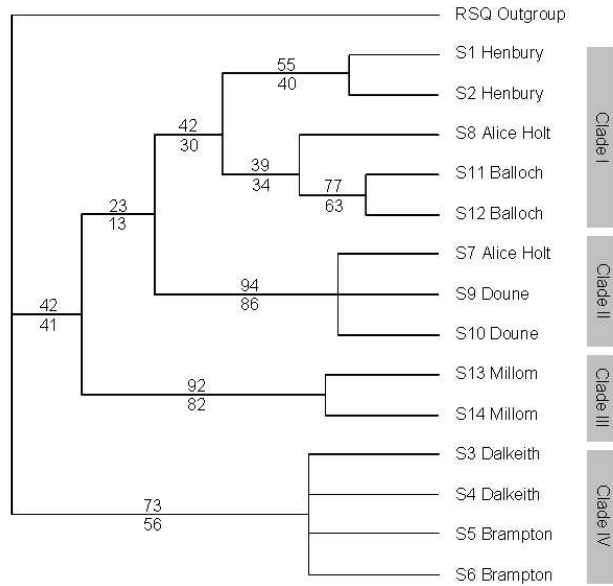 RSQ Outgroup
S1 Henbury
55
40
S2 Henbury
42
30
S8 Alice Holt
39
34
S11 Balloch
77
63
S12 Balloch
Clade I
23
13
S7 Alice Holt
94
86
S9 Doune
S10 Doune
Clade II
42
41
S13 Millom
92
82
S14 Millom
Clade III
S3 Dalkeith
S4 Dalkeith
73
56
S5 Brampton
S6 Brampton
Clade IV